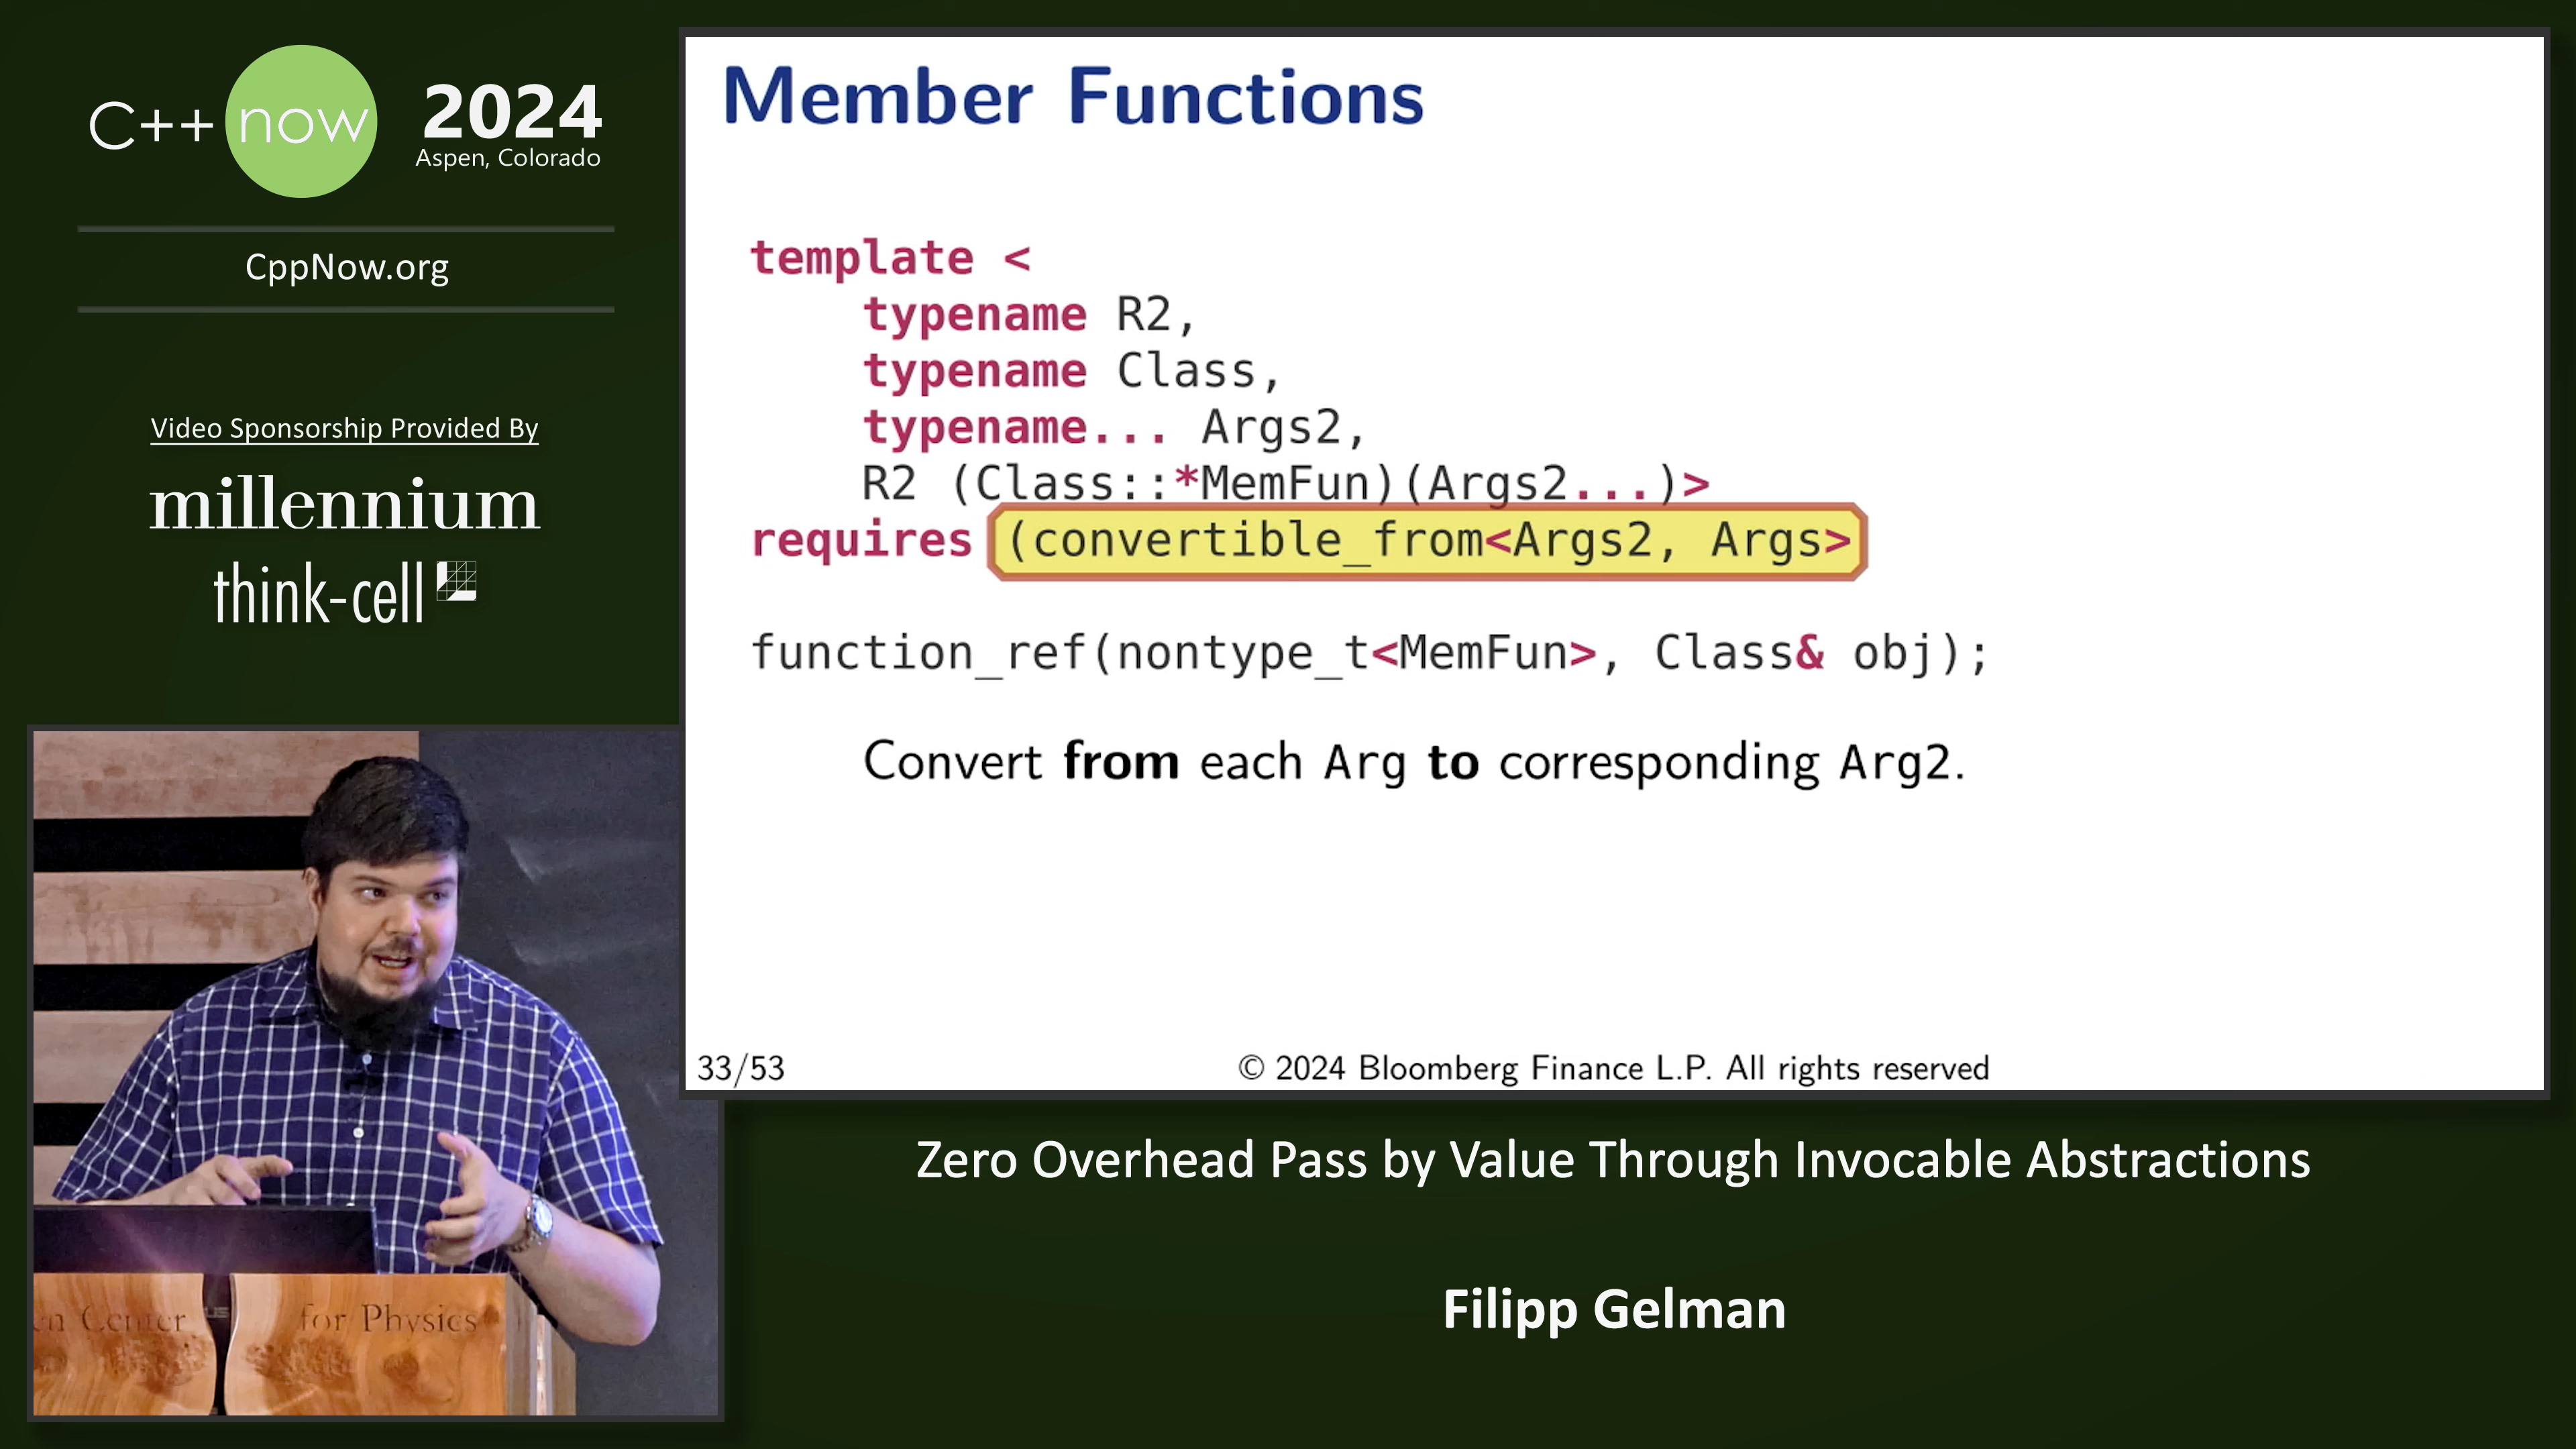 C++ now 2024
Aspen, Colorado
CppNow.org
Video Sponsorship Provided By
millennium
think-cell
Member Functions
template <
typename R2,
typename Class,
typename... Args2,
R2 (Class::*MemFun)(Args2...)>
requires (convertible_from<Args2, Args>
function_ref(nontype_t<MemFun>, Class& obj);
Convert from each Arg to corresponding Arg2.
33/53
© 2024 Bloomberg Finance L.P. All rights reserved
en Center
for Physics
Zero Overhead Pass by Value Through Invocable Abstractions
Filipp Gelman